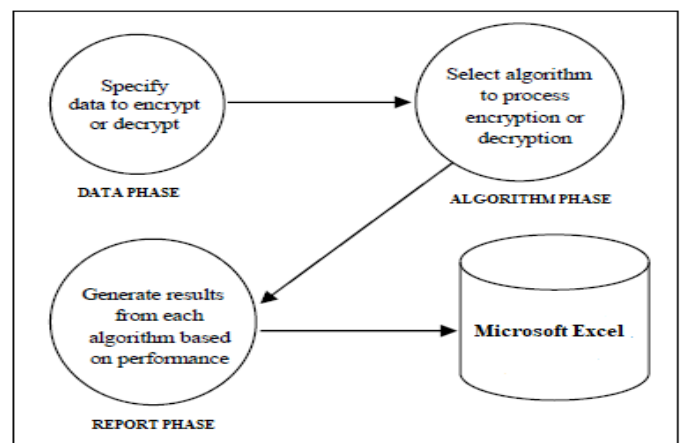 Specify
data to encrypt
or decrypt
DATA PHASE
Select algorithm
to process
encryption or
decryption
ALGORITHM PHASE
Generate results
from each
algorithm based
on performance
REPORT PHASE
Microsoft Excel